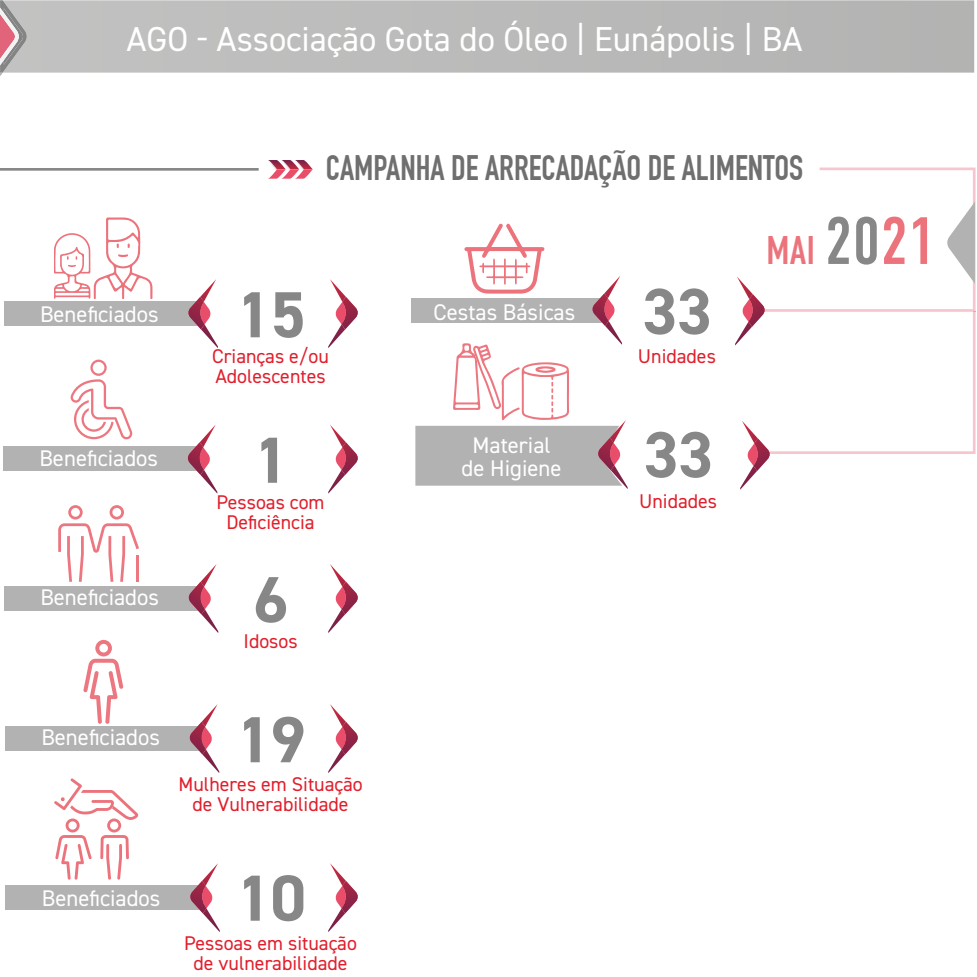 AGO - Associação Gota do Óleo | Eunápolis | BA
CAMPANHA DE ARRECADAÇÃO DE ALIMENTOS
MAI 2021
Beneficiados
15
Crianças e/ou
Adolescentes
Beneficiados
1
Pessoas com
Deficiência
Beneficiados
6
Idosos
Beneficiados
19
Mulheres em Situação
de Vulnerabilidade
Beneficiados
10
Pessoas em situação
de vulnerabilidade
Cestas Básicas
33
Unidades
Material
de Higiene
33
Unidades